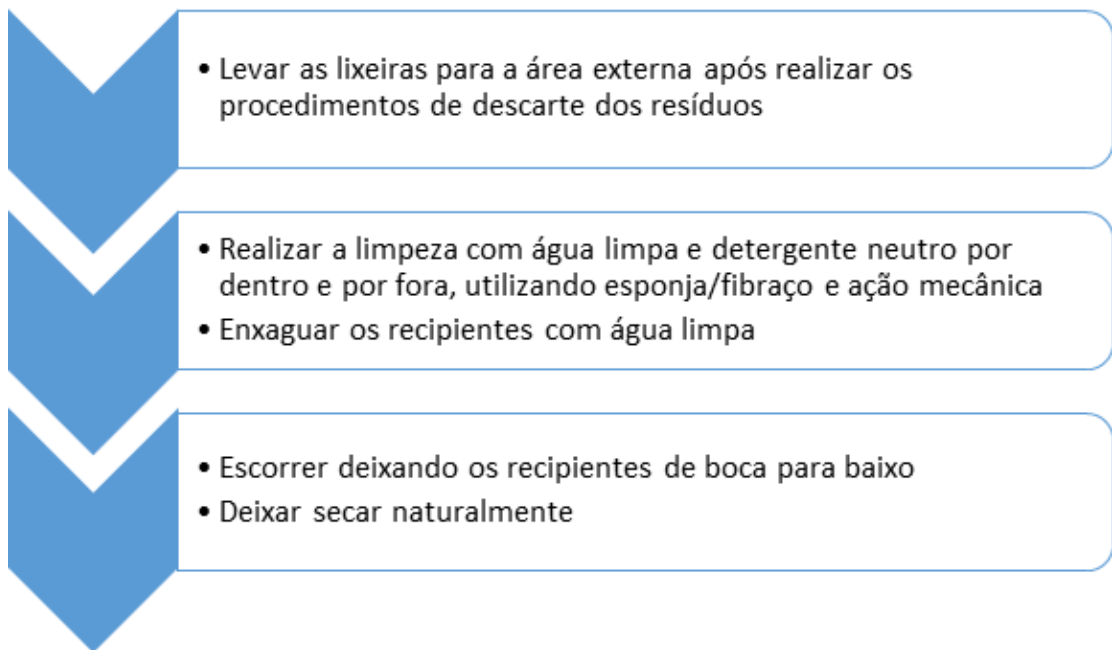 • Levar as lixeiras para a área externa após realizar os
procedimentos de descarte dos resíduos
• Realizar a limpeza com água limpa e detergente neutro por
dentro e por fora, utilizando esponja/fibraço e ação mecânica
• Enxaguar os recipientes com água limpa
• Escorrer deixando os recipientes de boca para baixo
• Deixar secar naturalmente